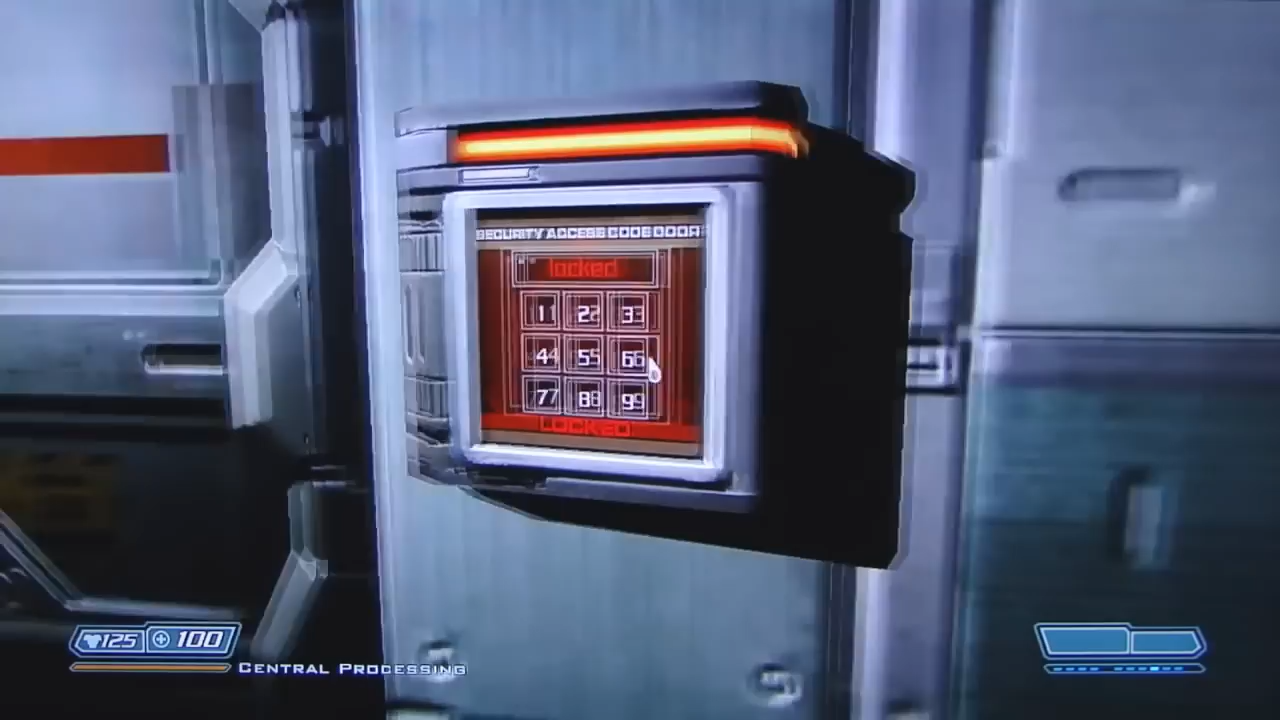 SECURITY ACCESS CODE DOOR
locked
1 2 3
4 5 6
7 8 9
LOCKED
125 100
CENTRAL PROCESSING